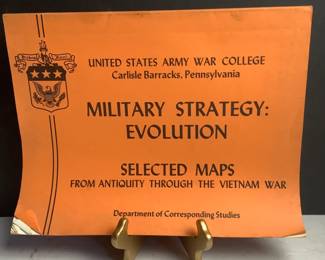 UNITED STATES ARMY WAR COLLEGE
Carlisle Barracks, Pennsylvania
MILITARY STRATEGY:
EVOLUTION
SELECTED MAPS
FROM ANTIQUITY THROUGH THE VIETNAM WAR
Department of Corresponding Studies